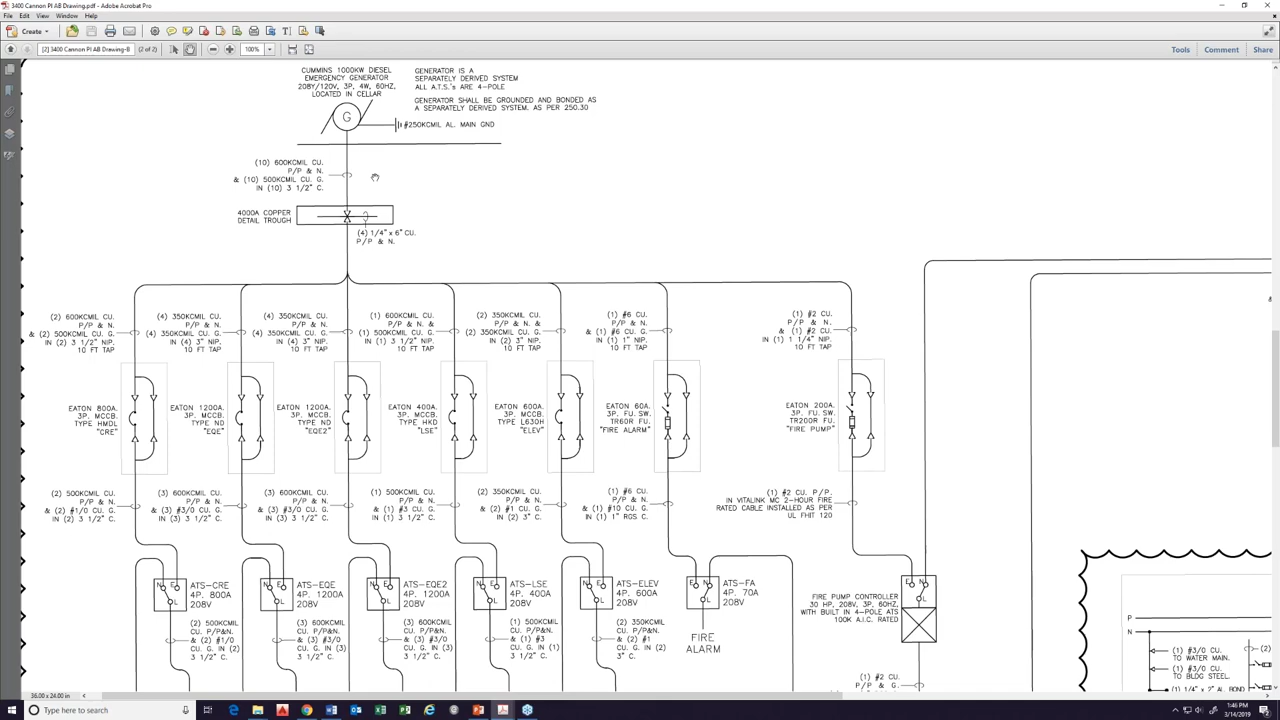 3400 Cannon Pl AB Drawing.pdf - Adobe Acrobat Pro
File Edit View Window Help
Create
[2] 3400 Cannon Pl AB Drawing-B (2 of 2) 100% Tools Comment Share
CUMMINS 1000KW DIESEL
EMERGENCY GENERATOR
208Y/120V, 3P, 4W, 60HZ,
LOCATED IN CELLAR
G
GENERATOR IS A
SEPARATELY DERIVED SYSTEM
ALL A.T.S.'s ARE 4-POLE
GENERATOR SHALL BE GROUNDED AND BONDED AS
A SEPARATELY DERIVED SYSTEM. AS PER 250.30
#250KCMIL AL. MAIN GND
(10) 600KCMIL CU.
P/P & N.
& (10) 500KCMIL CU. G.
IN (10) 3 1/2" C.
4000A COPPER
DETAIL TROUGH
(4) 1/4" x 6" CU.
P/P & N.
(2) 600KCMIL CU.
P/P & N.
& (2) 500KCMIL CU. G.
IN (2) 3 1/2" NIP.
10 FT TAP
(4) 350KCMIL CU.
P/P & N.
(4) 350KCMIL CU. G.
IN (4) 3" NIP.
10 FT TAP
(4) 350KCMIL CU.
P/P & N.
(4) 350KCMIL CU. G.
IN (4) 3" NIP.
10 FT TAP
(1) 600KCMIL CU.
P/P & N. &
(1) 500KCMIL CU. G.
IN (1) 3 1/2" NIP.
10 FT TAP
(2) 350KCMIL CU.
P/P & N. &
(2) 350KCMIL CU. G.
IN (2) 3" NIP.
10 FT TAP
(1) #6 CU.
P/P & N.
& (1) #6 CU. G.
IN (1) 1" NIP.
10 FT TAP
(1) #2 CU.
P/P & N.
& (1) #2 CU.
IN (1) 1 1/4" NIP.
10 FT TAP
EATON 800A.
3P. MCCB.
TYPE HMDL
"CRE"
EATON 1200A.
3P. MCCB.
TYPE ND
"EQE"
EATON 1200A.
3P. MCCB.
TYPE ND
"EQE2"
EATON 400A.
3P. MCCB.
TYPE HKD
"LSE"
EATON 600A.
3P. MCCB.
TYPE L630H
"ELEV"
EATON 60A.
3P. FU. SW.
TR60R FU.
"FIRE ALARM"
EATON 200A.
3P. FU. SW.
TR200R FU.
"FIRE PUMP"
(2) 500KCMIL CU.
P/P & N.
& (2) #1/0 CU. G.
IN (2) 3 1/2" C.
(3) 600KCMIL CU.
P/P & N.
& (3) #3/0 CU. G.
IN (3) 3 1/2" C.
(3) 600KCMIL CU.
P/P & N.
& (3) #3/0 CU. G.
IN (3) 3 1/2" C.
(1) 500KCMIL CU.
P/P & N.
& (1) #3 CU. G.
IN (1) 3 1/2" C.
(2) 350KCMIL CU.
P/P & N.
& (2) #1 CU. G.
IN (2) 3" C.
(1) #6 CU.
P/P & N.
& (1) #10 CU. G.
IN (1) 1" RGS C.
(1) #2 CU. P/P.
IN VITALINK MC 2-HOUR FIRE
RATED CABLE INSTALLED AS PER
UL FHIT 120
N E
L
ATS-CRE
4P. 800A
208V
N E
L
ATS-EQE
4P. 1200A
208V
N E
L
ATS-EQE2
4P. 1200A
208V
N E
L
ATS-LSE
4P. 400A
208V
N E
L
ATS-ELEV
4P. 600A
208V
E N
L
ATS-FA
4P. 70A
208V
FIRE
ALARM
E N
L
FIRE PUMP CONTROLLER
30 HP, 208V, 3P, 60HZ,
WITH BUILT IN 4-POLE ATS
100K A.I.C. RATED
(2) 500KCMIL
CU. P/P&N.
& (2) #1/0
CU. G. IN (2)
3 1/2" C.
(3) 600KCMIL
CU. P/P&N.
& (3) #3/0
CU. G. IN (3)
3 1/2" C.
(3) 600KCMIL
CU. P/P&N.
& (3) #3/0
CU. G. IN (3)
3 1/2" C.
(1) 500KCMIL
CU. P/P&N.
& (1) #3
CU. G. IN (1)
3 1/2" C.
(2) 350KCMIL
CU. P/P&N.
& (2) #1
CU. G. IN (2)
3" C.
(1) #2 CU.
P/P & G.
P
N
(1) #3/0 CU.
TO WATER MAIN.
(1) #3/0 CU.
TO BLDG STEEL.
(1) 1/4" x 2" AL. BOND
(2)
36.00 x 24.00 in
Type here to search
1:46 PM
3/14/2019